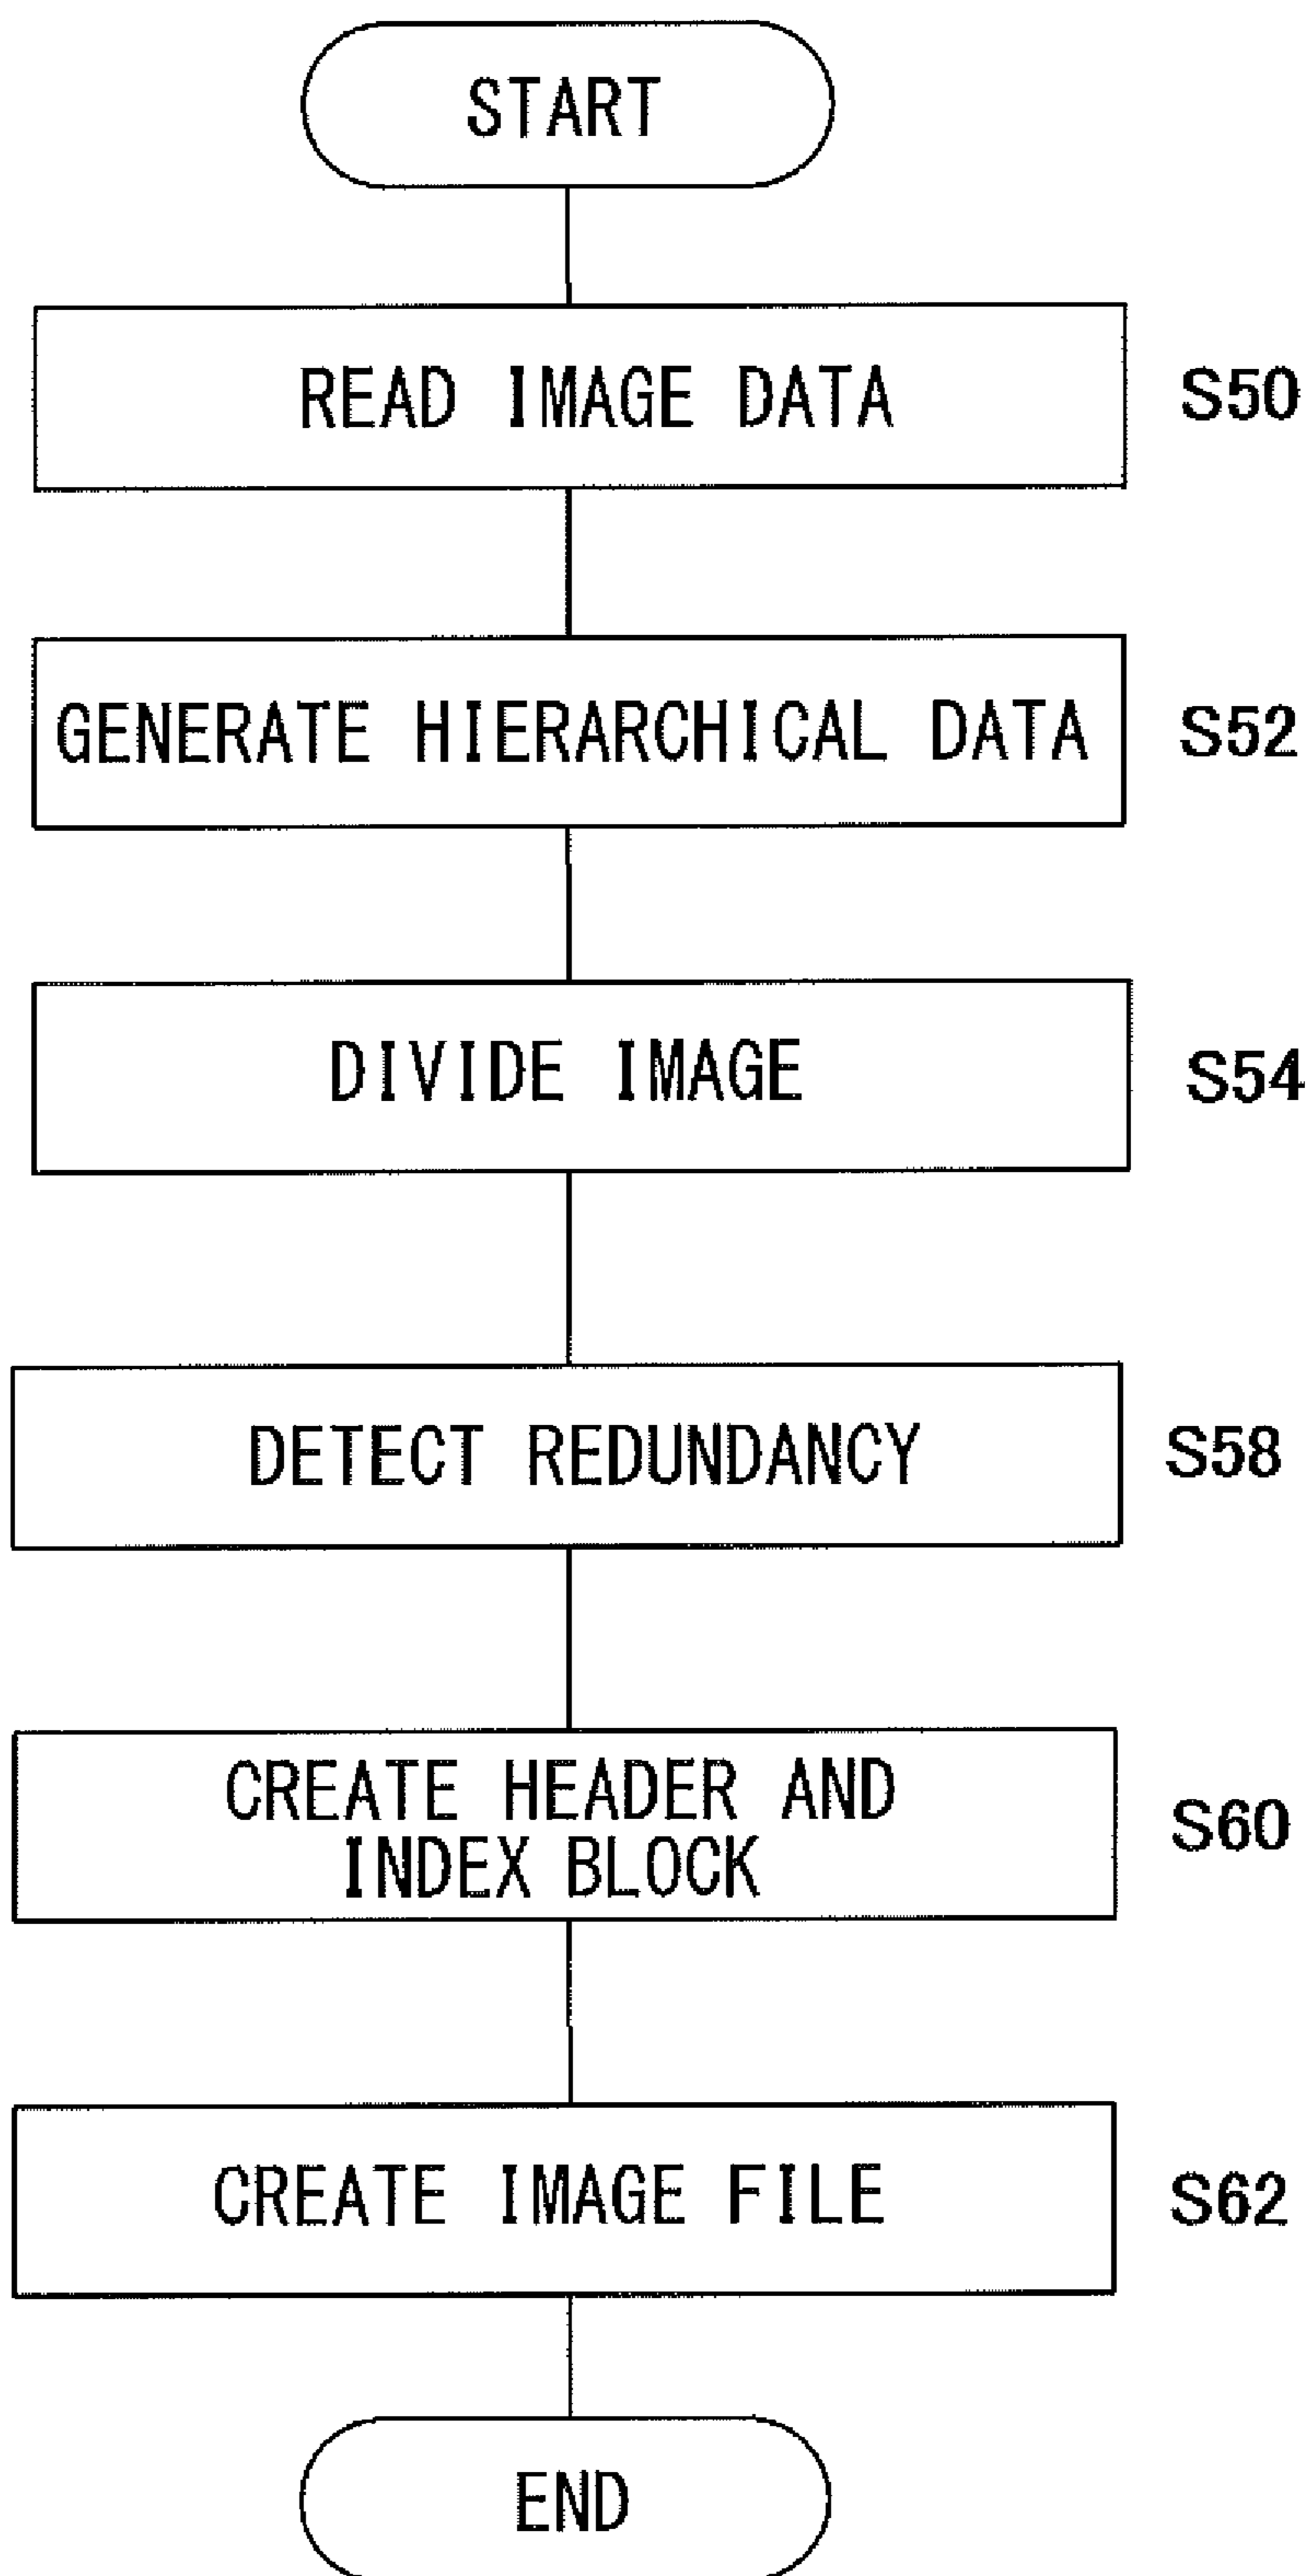 START
READ IMAGE DATA S50
GENERATE HIERARCHICAL DATA S52
DIVIDE IMAGE S54
DETECT REDUNDANCY S58
CREATE HEADER AND
INDEX BLOCK S60
CREATE IMAGE FILE S62
END